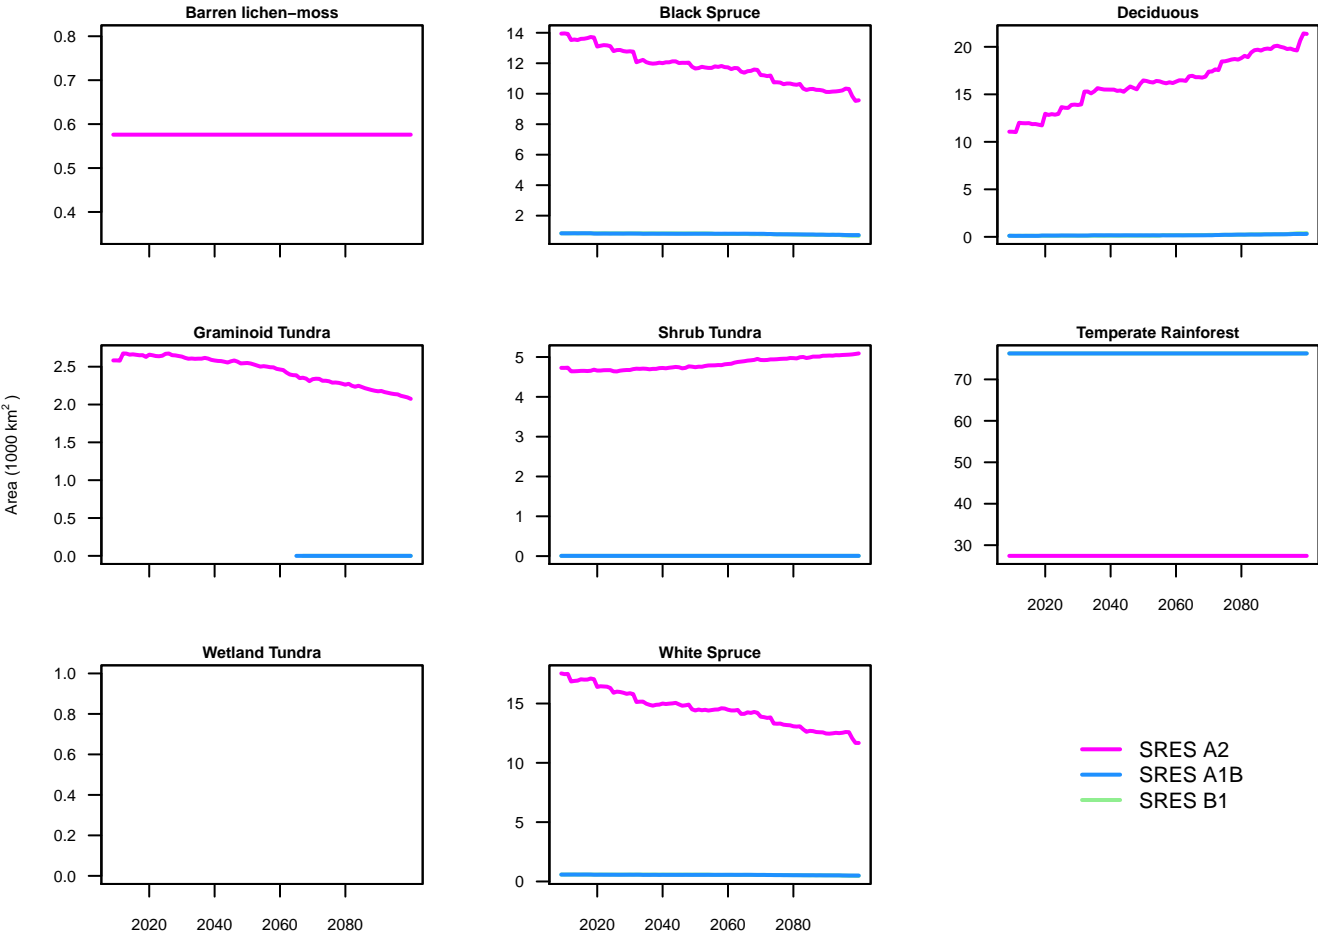 Barren lichen−moss
0.8
0.7
0.6
0.5
0.4
Black Spruce
14
12
10
8
6
4
2
Deciduous
20
15
10
5
0
Area (1000 km²)
Graminoid Tundra
2.5
2.0
1.5
1.0
0.5
0.0
Shrub Tundra
5
4
3
2
1
0
Temperate Rainforest
70
60
50
40
30
2020 2040 2060 2080
Wetland Tundra
1.0
0.8
0.6
0.4
0.2
0.0
2020 2040 2060 2080
White Spruce
15
10
5
0
2020 2040 2060 2080
SRES A2
SRES A1B
SRES B1